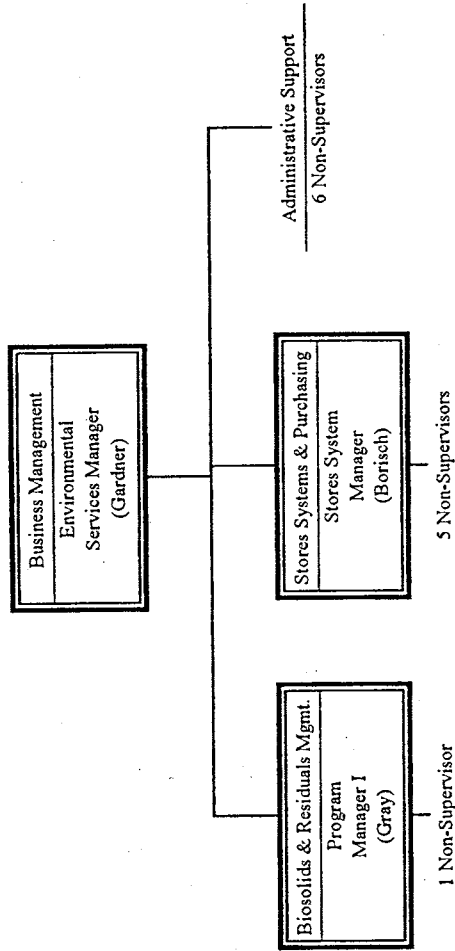 Business Management
Environmental
Services Manager
(Gardner)
Biosolids & Residuals Mgmt.
Program
Manager I
(Gray)
1 Non-Supervisor
Stores Systems & Purchasing
Stores System
Manager
(Borisch)
5 Non-Supervisors
Administrative Support
6 Non-Supervisors